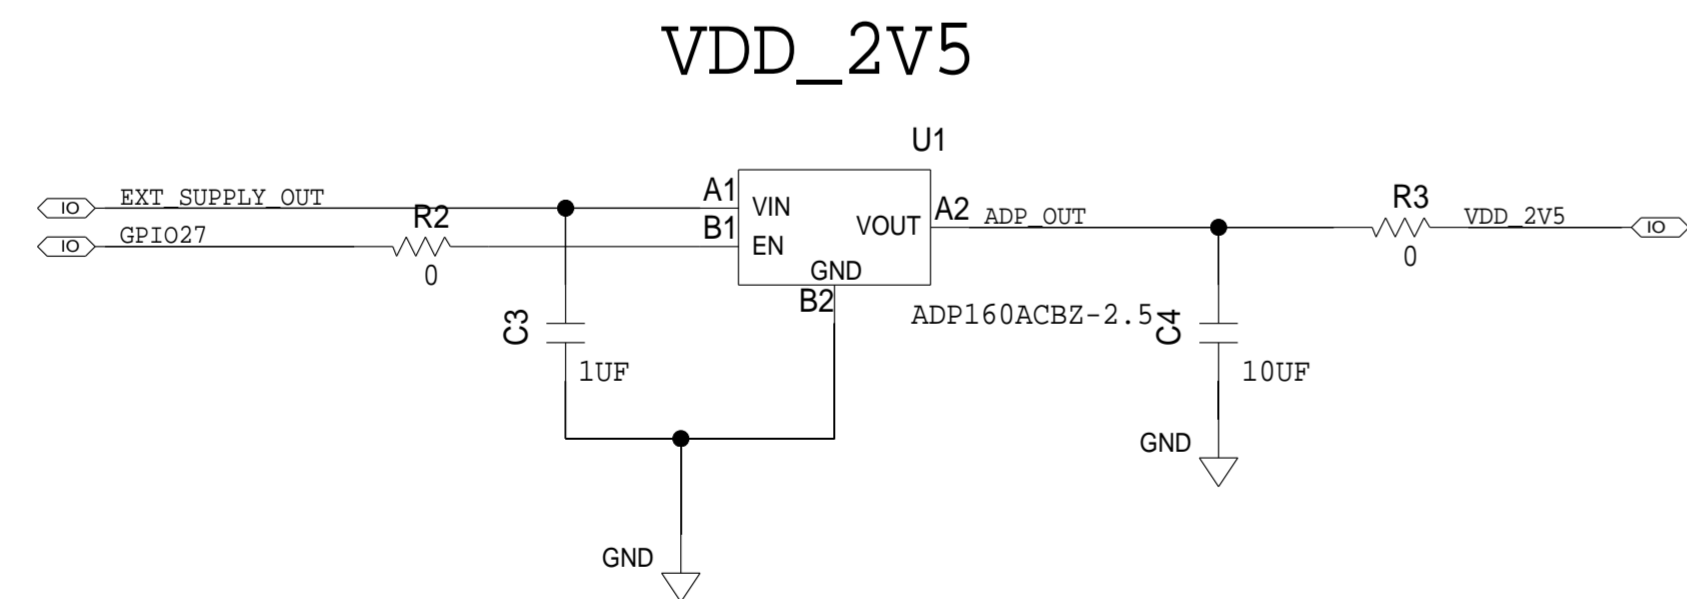 VDD_2V5
U1
IO EXT_SUPPLY_OUT
A1 VIN
R2
IO GPIO27
B1 EN
0
VOUT A2 ADP_OUT
R3
VDD_2V5 IO
0
GND
B2
ADP160ACBZ-2.5
C3
1UF
C4
10UF
GND
GND